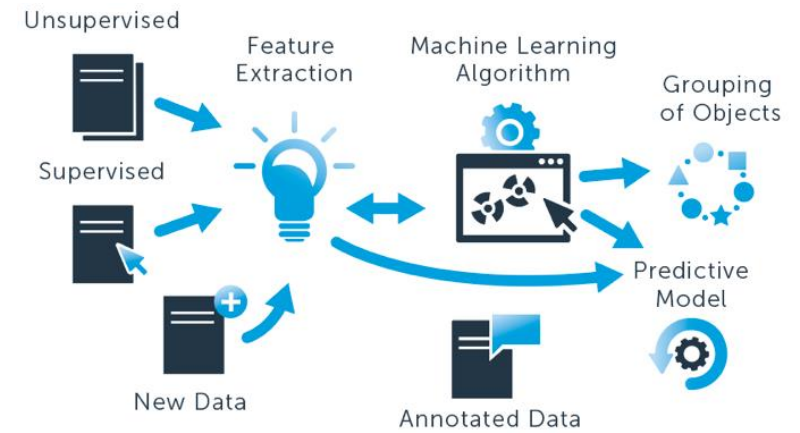 Unsupervised
Feature
Extraction
Machine Learning
Algorithm
Grouping
of Objects
Supervised
Predictive
Model
New Data
Annotated Data